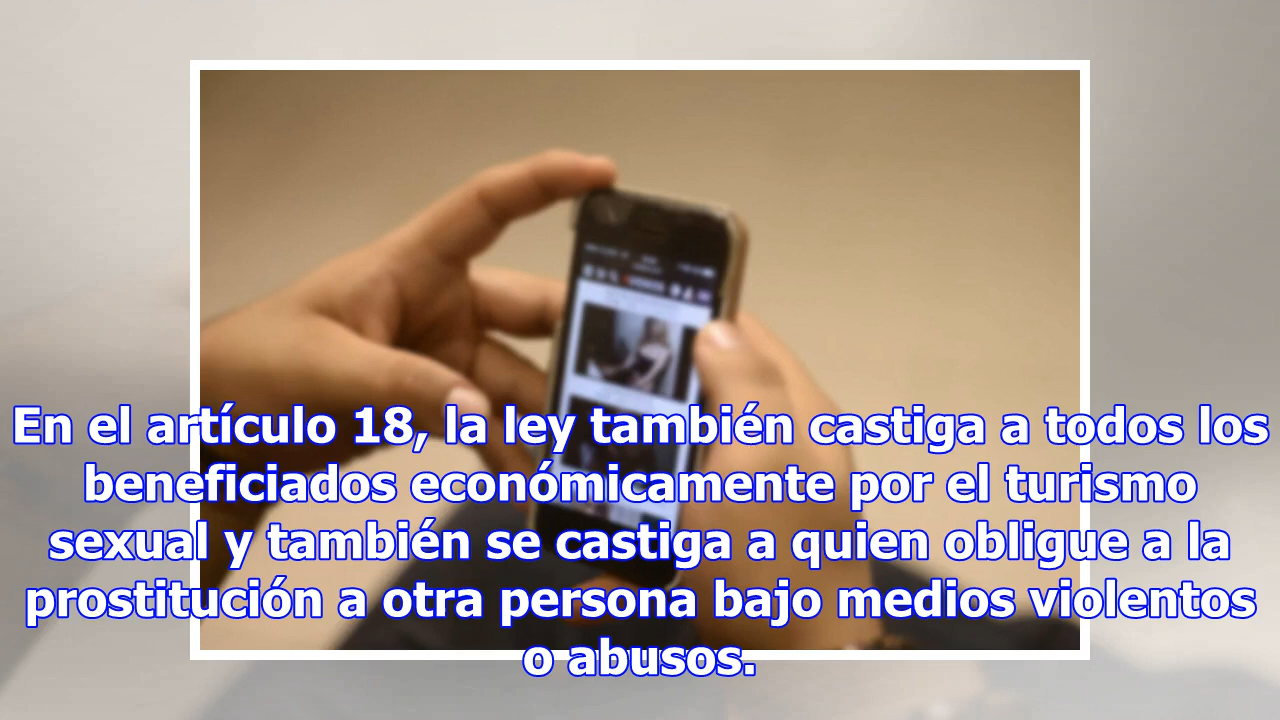 En el artículo 18, la ley también castiga a todos los
beneficiados económicamente por el turismo
sexual y también se castiga a quien obligue a la
prostitución a otra persona bajo medios violentos
o abusos.